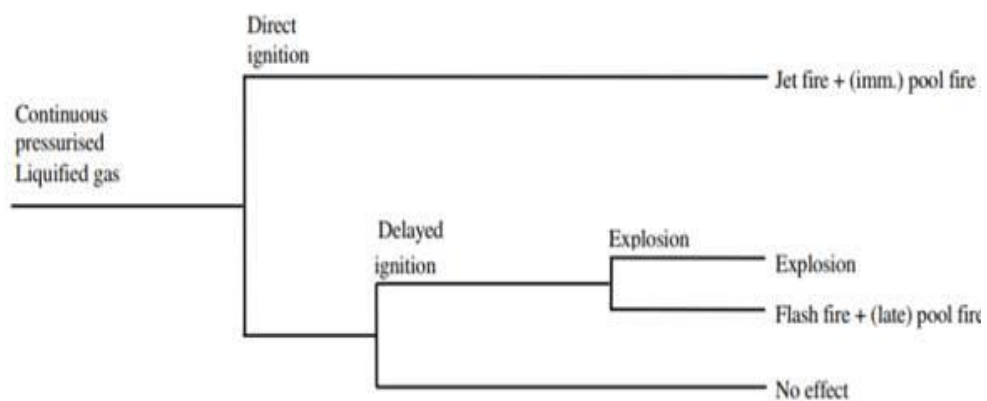 Direct
ignition
Jet fire + (imm.) pool fire
Continuous
pressurised
Liquified gas
Delayed
ignition
Explosion
Explosion
Flash fire + (late) pool fire
No effect